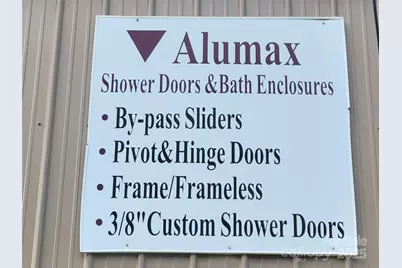 Alumax
Shower Doors &Bath Enclosures
• By-pass Sliders
• Pivot&Hinge Doors
• Frame/Frameless
• 3/8"Custom Shower Doors